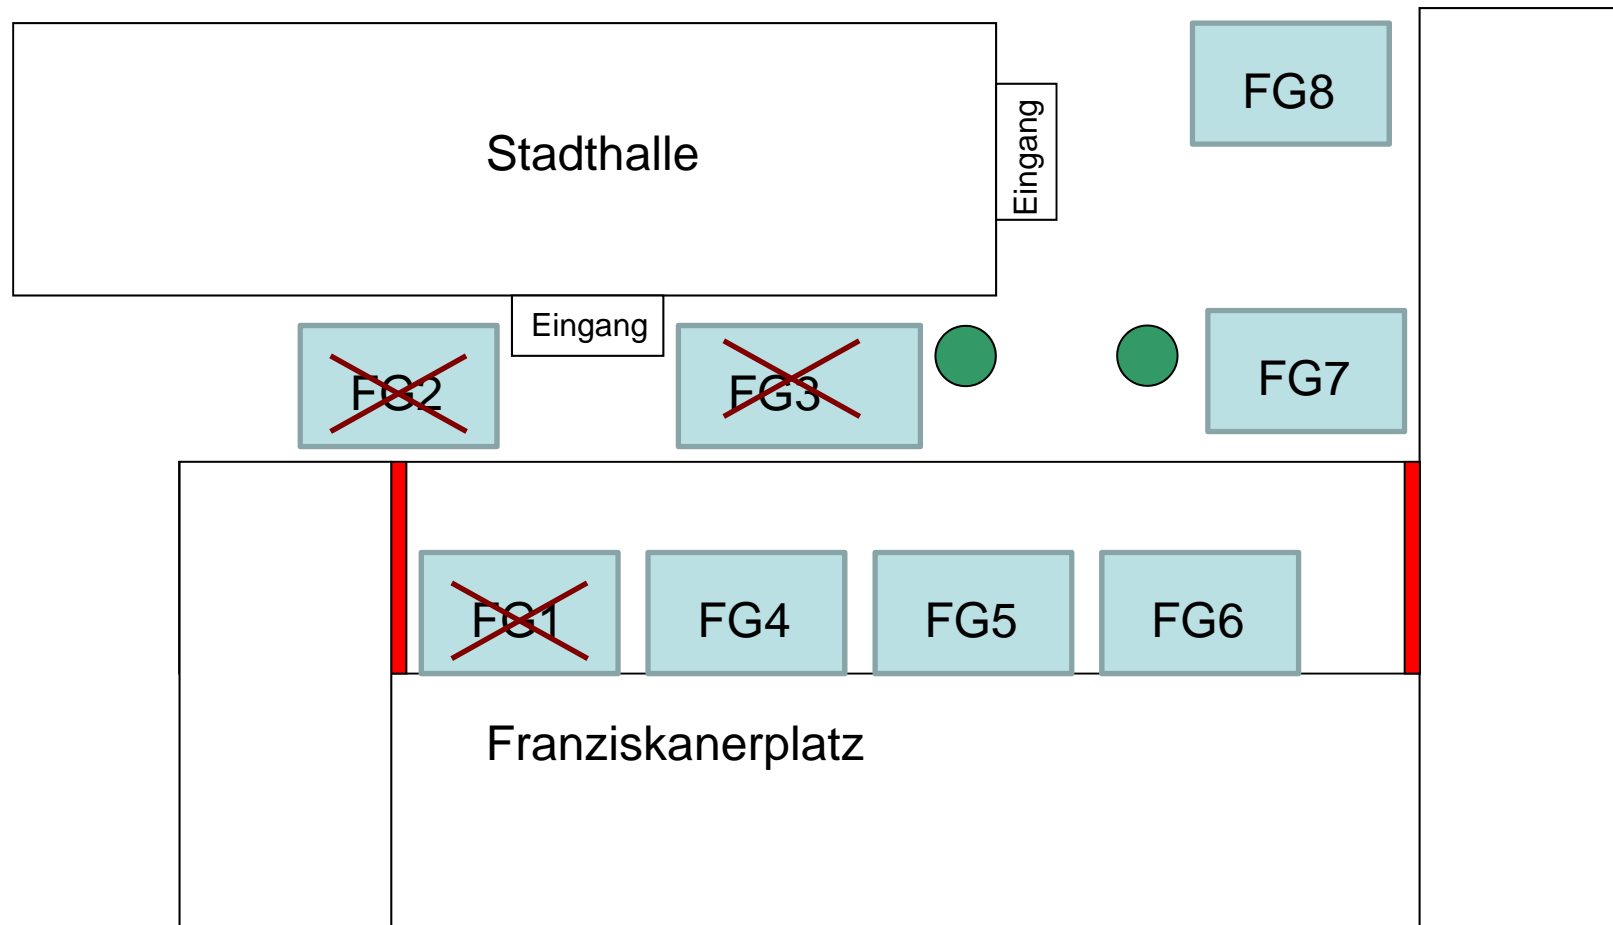 FG8
Stadthalle
Eingang
Eingang
FG2
FG3
FG7
FG1
FG4
FG5
FG6
Franziskanerplatz